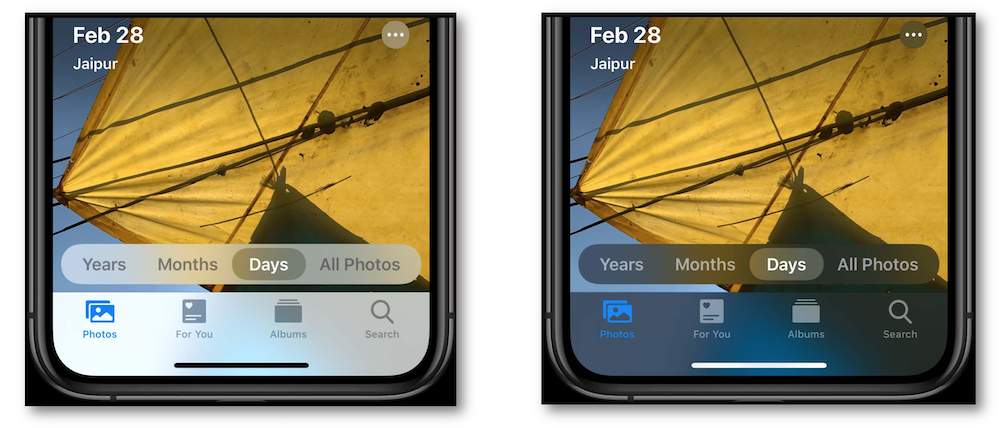 Feb 28
Jaipur
Years Months Days All Photos
Photos For You Albums Search
Feb 28
Jaipur
Years Months Days All Photos
Photos For You Albums Search